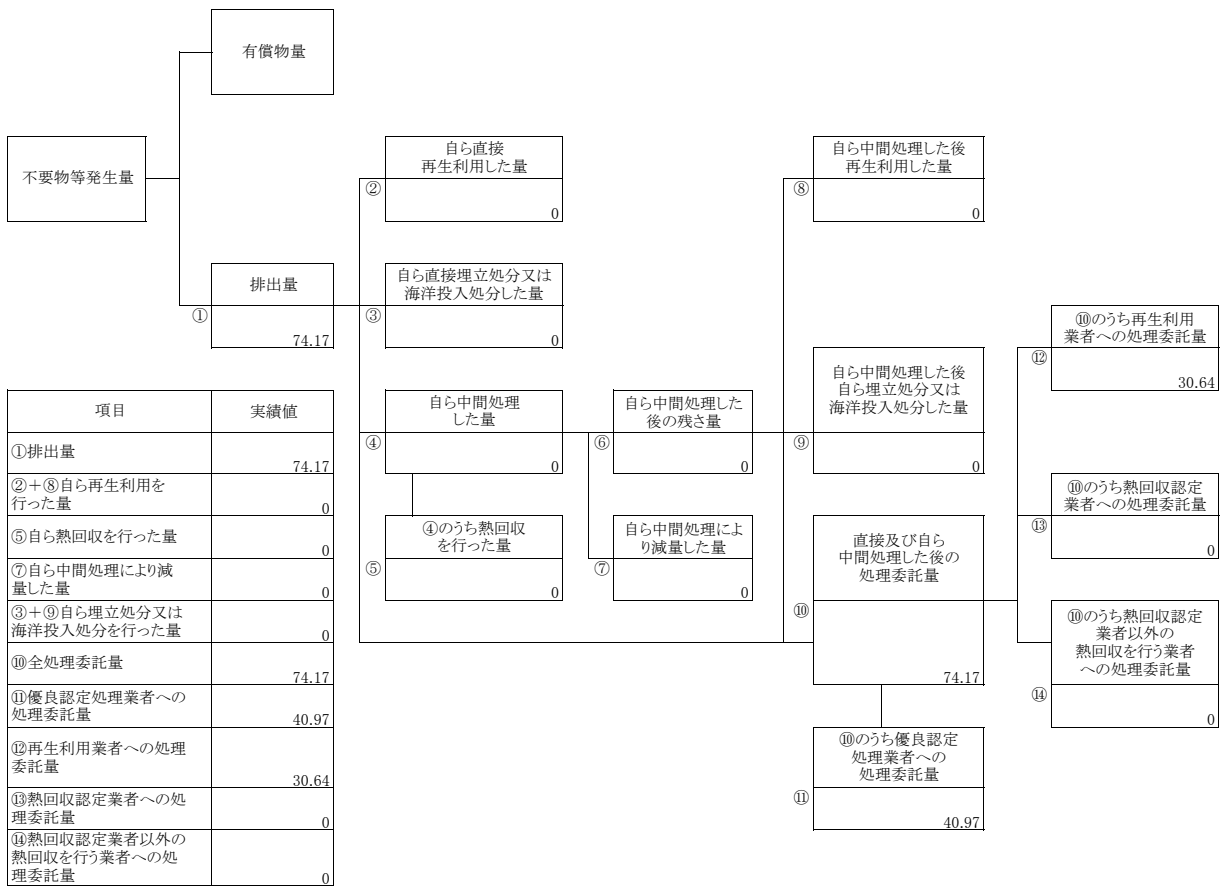 有償物量
不要物等発生量
排出量
①
74.17
自ら直接
再生利用した量
②
0
自ら直接埋立処分又は
海洋投入処分した量
③
0
自ら中間処理
した量
④
0
④のうち熱回収
を行った量
⑤
0
自ら中間処理した
後の残さ量
⑥
0
自ら中間処理によ
り減量した量
⑦
0
自ら中間処理した後
再生利用した量
⑧
0
自ら中間処理した後
自ら埋立処分又は
海洋投入処分した量
⑨
0
直接及び自ら
中間処理した後の
処理委託量
⑩
74.17
⑩のうち優良認定
処理業者への
処理委託量
⑪
40.97
⑩のうち再生利用
業者への処理委託量
⑫
30.64
⑩のうち熱回収認定
業者への処理委託量
⑬
0
⑩のうち熱回収認定
業者以外の
熱回収を行う業者
への処理委託量
⑭
0
項目 実績値
①排出量
74.17
②+⑧自ら再生利用を
行った量
0
⑤自ら熱回収を行った量
0
⑦自ら中間処理により減
量した量
0
③+⑨自ら埋立処分又は
海洋投入処分を行った量
0
⑩全処理委託量
74.17
⑪優良認定処理業者への
処理委託量
40.97
⑫再生利用業者への処理
委託量
30.64
⑬熱回収認定業者への処
理委託量
0
⑭熱回収認定業者以外の
熱回収を行う業者への処
理委託量
0